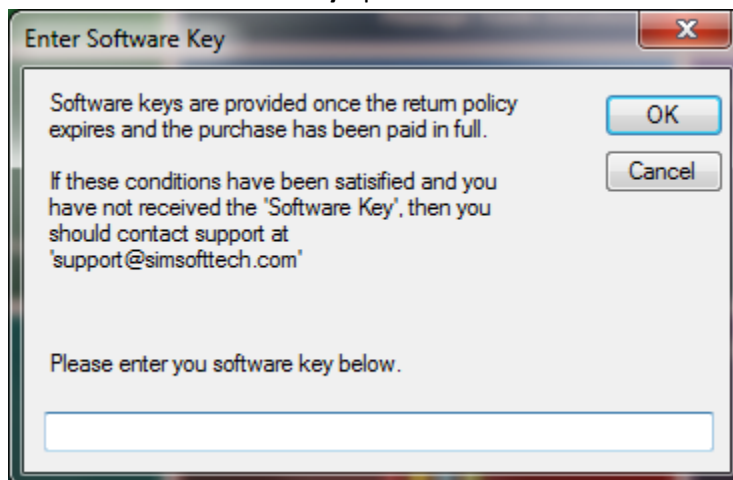 Enter Software Key
Software keys are provided once the return policy
expires and the purchase has been paid in full.
OK
Cancel
If these conditions have been satisified and you
have not received the 'Software Key', then you
should contact support at
'support@simsofttech.com'
Please enter you software key below.